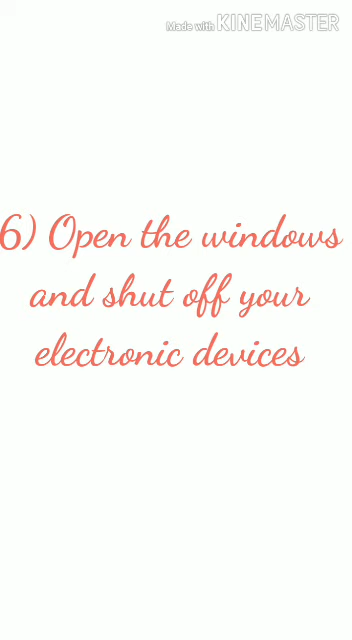 Made with KINEMASTER
6) Open the windows
and shut off your
electronic devices